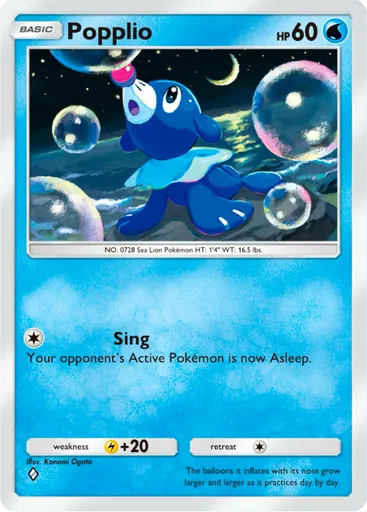 BASIC Popplio HP 60
NO. 0728 Sea Lion Pokémon HT: 1'4" WT: 16.5 lbs.
Sing
Your opponent's Active Pokémon is now Asleep.
weakness +20 retreat
Illus. Kanami Ogata
The balloons it inflates with its nose grow
larger and larger as it practices day by day.